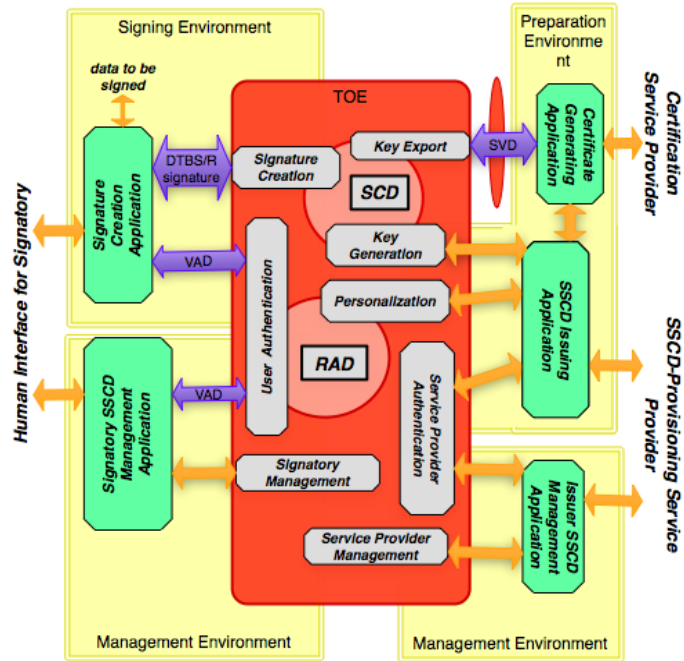 Signing Environment
Preparation
Environme
nt
data to be
signed
TOE
Certification
Service Provider
Certificate
Generating
Application
Key Export
SVD
DTBS/R
signature
Signature
Creation
SCD
Signature
Creation
Application
Key
Generation
VAD
Human Interface for Signatory
User Authentication
Personalization
SSCD Issuing
Application
RAD
SSCD-Provisioning Service
Provider
Signatory SSCD
Management
Application
VAD
Service Provider
Authentication
Signatory
Management
Issuer SSCD
Management
Application
Service Provider
Management
Management Environment
Management Environment